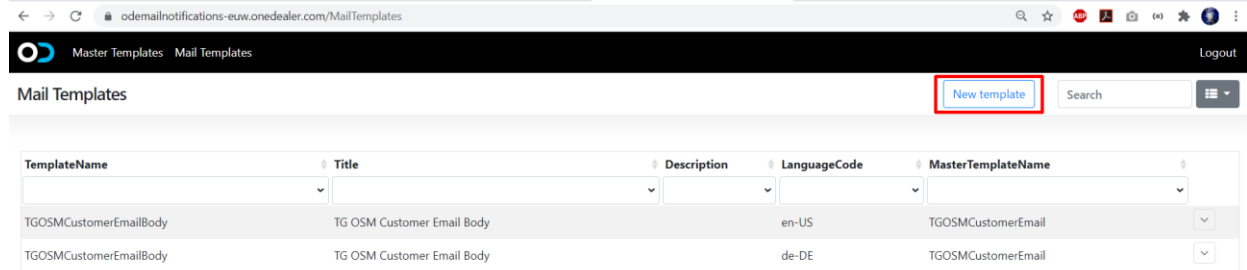 odemailnotifications-euw.onedealer.com/MailTemplates
ABP
Master Templates Mail Templates Logout
Mail Templates New template Search
TemplateName Title Description LanguageCode MasterTemplateName
TGOSMCustomerEmailBody TG OSM Customer Email Body en-US TGOSMCustomerEmail
TGOSMCustomerEmailBody TG OSM Customer Email Body de-DE TGOSMCustomerEmail